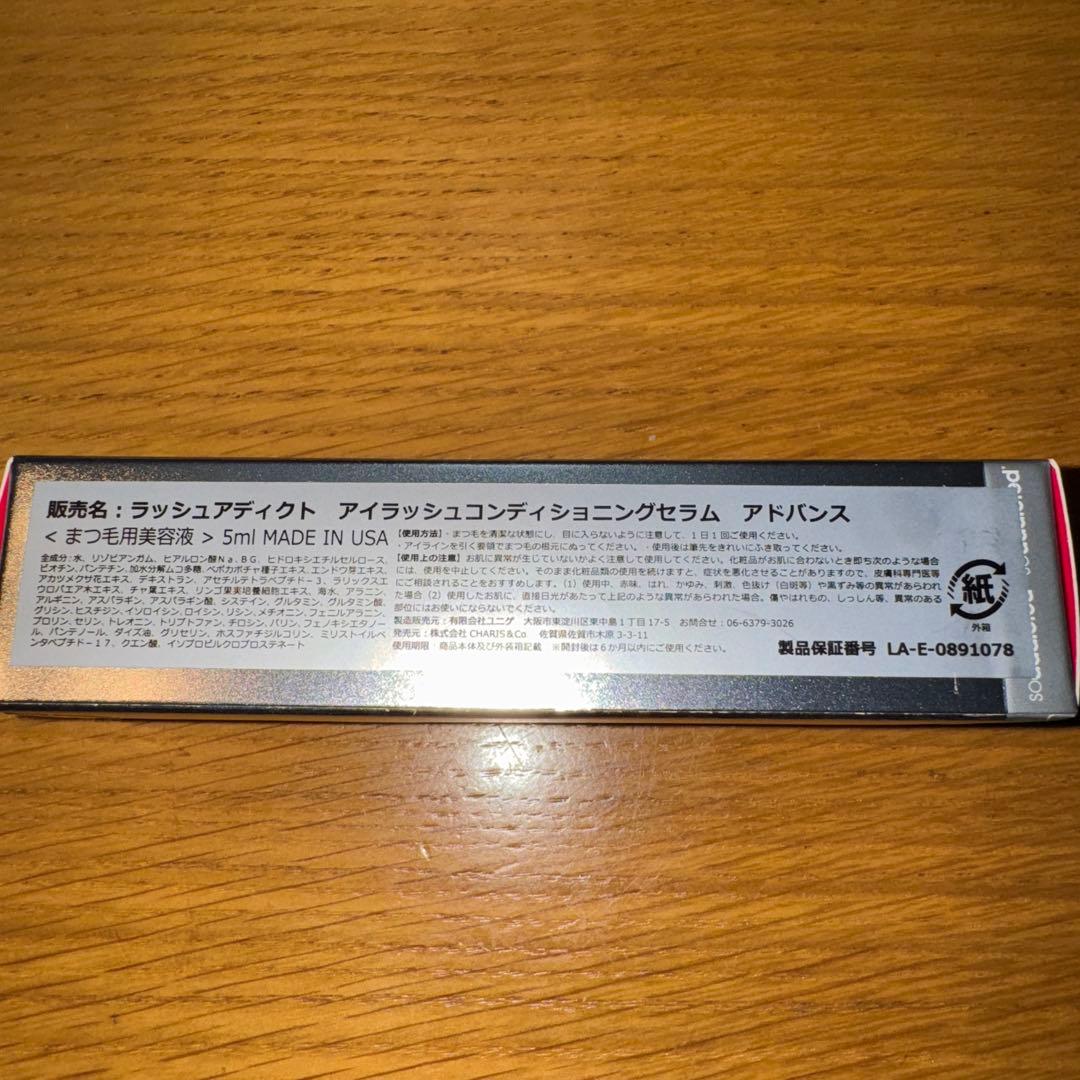 販売名：ラッシュアディクト　アイラッシュコンディショニングセラム　アドバンス
＜まつ毛用美容液＞ 5ml MADE IN USA
全成分：水、リゾビアンガム、ヒアルロン酸Ｎａ、ＢＧ、ヒドロキシエチルセルロース、
ビオチン、パンテチン、加水分解ムコ多糖、ペポカボチャ種子エキス、エンドウ芽エキス、
アカツメクサ花エキス、デキストラン、アセチルテトラペプチド－３、ラリックスエ
ウロパエア木エキス、チャ葉エキス、リンゴ果実培養細胞エキス、海水、アラニン、
アルギニン、アスパラギン、アスパラギン酸、システイン、グルタミン、グルタミン酸、
グリシン、ヒスチジン、イソロイシン、ロイシン、リシン、メチオニン、フェニルアラニン、
プロリン、セリン、トレオニン、トリプトファン、チロシン、バリン、フェノキシエタノー
ル、パンテノール、ダイズ油、グリセリン、ホスファチジルコリン、ミリストイルペ
ンタペプチド－１７、クエン酸、イソプロピルクロプロステネート
【使用方法】・まつ毛を清潔な状態にし、目に入らないように注意して、１日１回ご使用ください。
・アイラインを引く要領でまつ毛の根元にぬってください。・使用後は筆先をきれいにふき取ってください。
【使用上の注意】お肌に異常が生じていないかよく注意して使用してください。化粧品がお肌に合わないとき即ち次のような場合
には、使用を中止してください。そのまま化粧品類の使用を続けますと、症状を悪化させることがありますので、皮膚科専門医等
にご相談されることをおすすめします。（1）使用中、赤味、はれ、かゆみ、刺激、色抜け（白斑等）や黒ずみ等の異常があらわれ
た場合（2）使用したお肌に、直接日光があたって上記のような異常があらわれた場合。傷やはれもの、しっしん等、異常のある
部位にはお使いにならないでください。
製造販売元：有限会社ユニゲ　大阪市東淀川区東中島１丁目17-5　お問合せ：06-6379-3026
発売元：株式会社 CHARIS＆Co　佐賀県佐賀市木原 3-3-11
使用期限：商品本体及び外装箱記載　※開封後は６か月以内にご使用ください。
紙
外箱
製品保証番号 LA-E-0891078